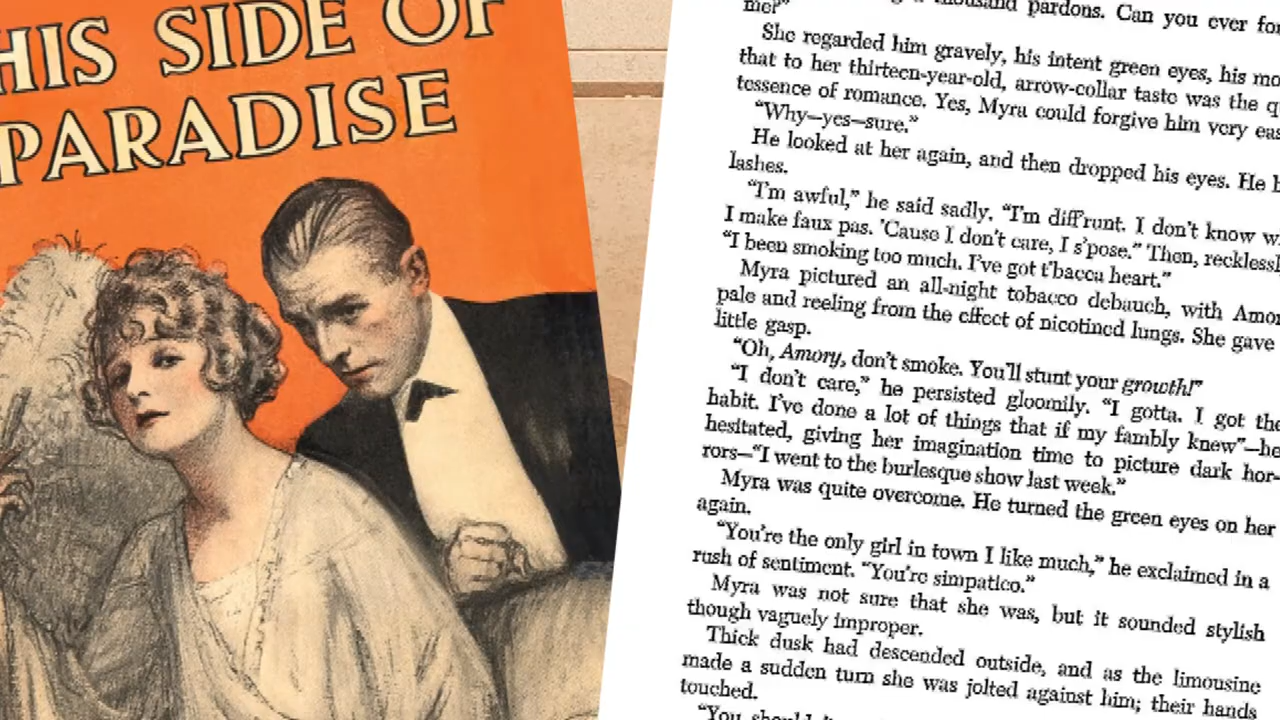 HIS SIDE OF
PARADISE
me?"
thousand pardons. Can you ever for
She regarded him gravely, his intent green eyes, his mo
that to her thirteen-year-old, arrow-collar taste was the q
tessence of romance. Yes, Myra could forgive him very eas
"Why—yes—sure."
He looked at her again, and then dropped his eyes. He h
lashes.
"I'm awful," he said sadly. "I'm diff'runt. I don't know w
I make faux pas. 'Cause I don't care, I s'pose." Then, recklessl
"I been smoking too much. I've got t'bacca heart."
Myra pictured an all-night tobacco debauch, with Amor
pale and reeling from the effect of nicotined lungs. She gave
little gasp.
"Oh, Amory, don't smoke. You'll stunt your growth!"
"I don't care," he persisted gloomily. "I gotta. I got the
habit. I've done a lot of things that if my fambly knew"—he
hesitated, giving her imagination time to picture dark hor-
rors—"I went to the burlesque show last week."
Myra was quite overcome. He turned the green eyes on her
again.
"You're the only girl in town I like much," he exclaimed in a
rush of sentiment. "You're simpatico."
Myra was not sure that she was, but it sounded stylish
though vaguely improper.
Thick dusk had descended outside, and as the limousine
made a sudden turn she was jolted against him; their hands
touched.
"You